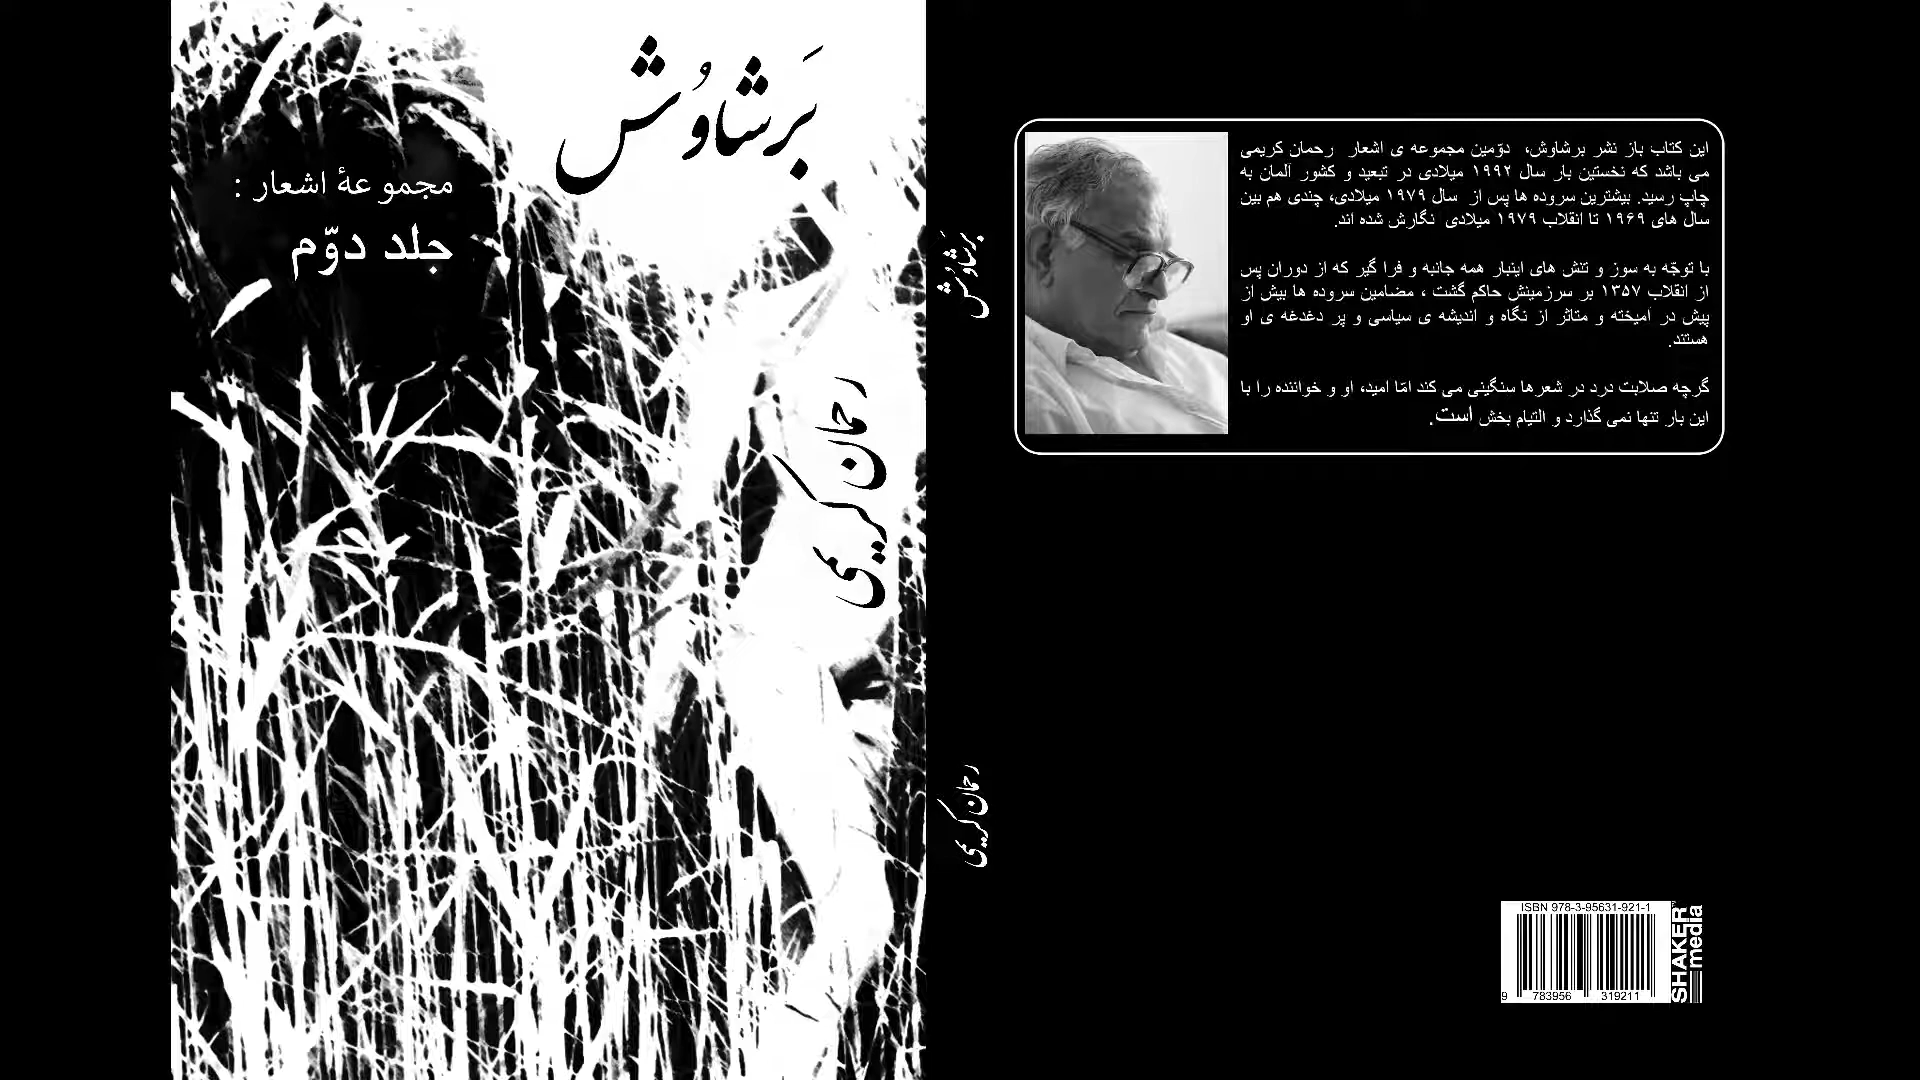 بَرشاوُش
مجموعهٔ اشعار :
جلد دوّم
رحمان کریمی
بَرشاوُش
رحمان کریمی
این کتاب باز نشر برشاوش، دوّمین مجموعه ی اشعار رحمان کریمی
می باشد که نخستین بار سال ۱۹۹۲ میلادی در تبعید و کشور آلمان به
چاپ رسید. بیشترین سروده ها پس از سال ۱۹۷۹ میلادی، چندی هم بین
سال های ۱۹۶۹ تا انقلاب ۱۹۷۹ میلادی نگارش شده اند.
با توجّه به سوز و تنش های اینبار همه جانبه و فرا گیر که از دوران پس
از انقلاب ۱۳۵۷ بر سرزمینش حاکم گشت ، مضامین سروده ها بیش از
پیش در آمیخته و متاثر از نگاه و اندیشه ی سیاسی و پر دغدغه ی او
هستند.
گرچه صلابت درد در شعرها سنگینی می کند امّا امید، او و خواننده را با
این بار تنها نمی گذارد و التیام بخش است.
ISBN 978-3-95631-921-1
9 783956 319211
SHAKER
media